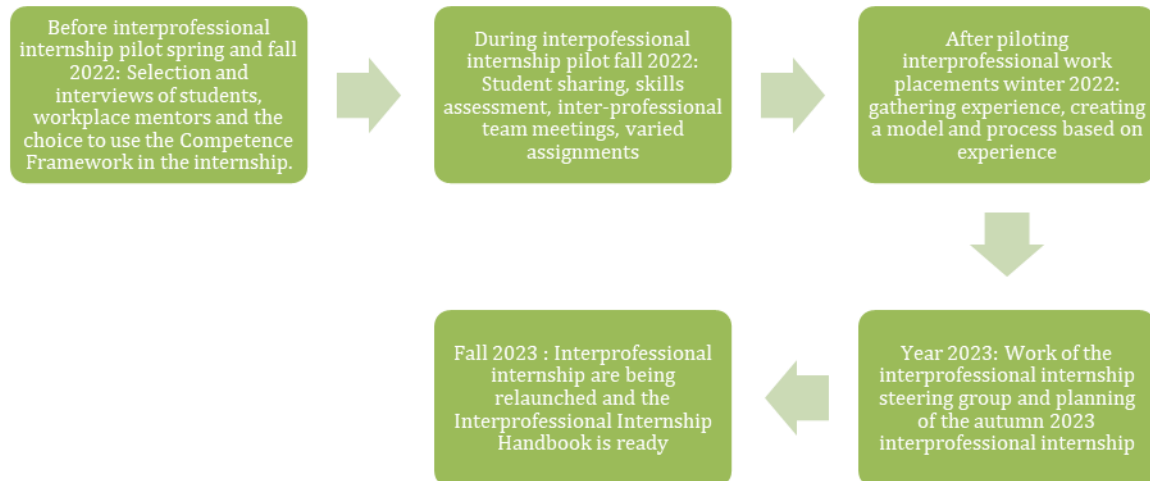 Before interprofessional
internship pilot spring and fall
2022: Selection and
interviews of students,
workplace mentors and the
choice to use the Competence
Framework in the internship.
During interpofessional
internship pilot fall 2022:
Student sharing, skills
assessment, inter-professional
team meetings, varied
assignments
After piloting
interprofessional work
placements winter 2022:
gathering experience, creating
a model and process based on
experience
Year 2023: Work of the
interprofessional internship
steering group and planning
of the autumn 2023
interprofessional internship
Fall 2023 : Interprofessional
internship are being
relaunched and the
Interprofessional Internship
Handbook is ready